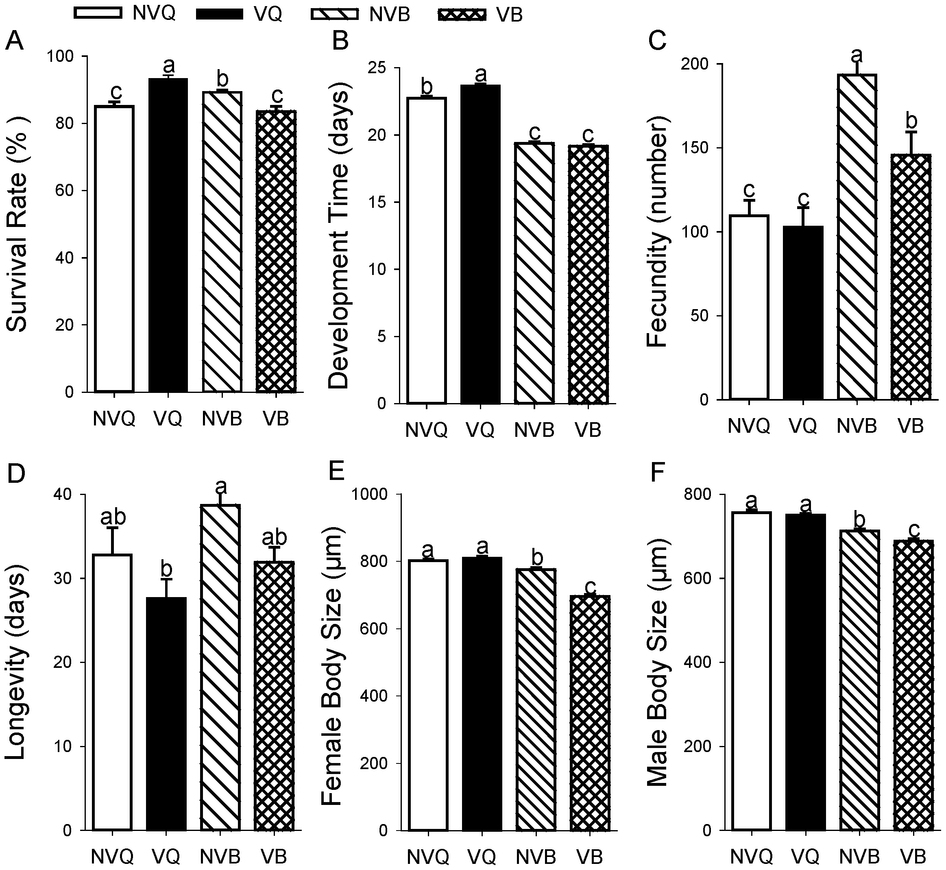 NVQ VQ NVB VB
A
Survival Rate (%)
100
80
60
40
20
0
c a b c
NVQ VQ NVB VB
B
Development Time (days)
25
20
15
10
5
0
b a c c
NVQ VQ NVB VB
C
Fecundity (number)
200
150
100
50
0
c c a b
NVQ VQ NVB VB
D
Longevity (days)
40
30
20
10
0
ab b a ab
NVQ VQ NVB VB
E
Female Body Size (μm)
1000
800
600
400
200
0
a a b c
NVQ VQ NVB VB
F
Male Body Size (μm)
800
600
400
200
0
a a b c
NVQ VQ NVB VB